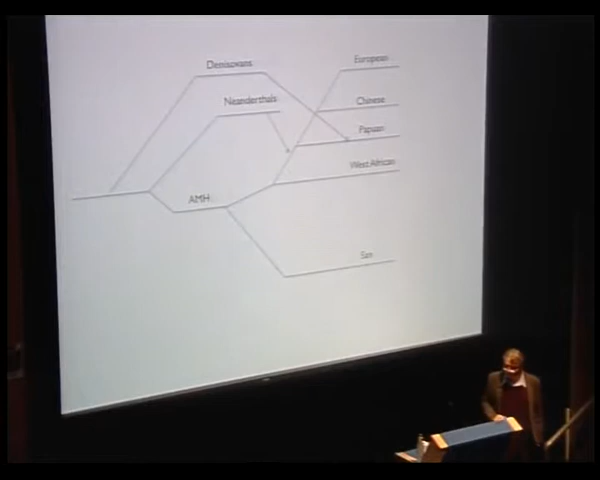 Denisovans
European
Neanderthals
Chinese
Papuan
West African
AMH
San